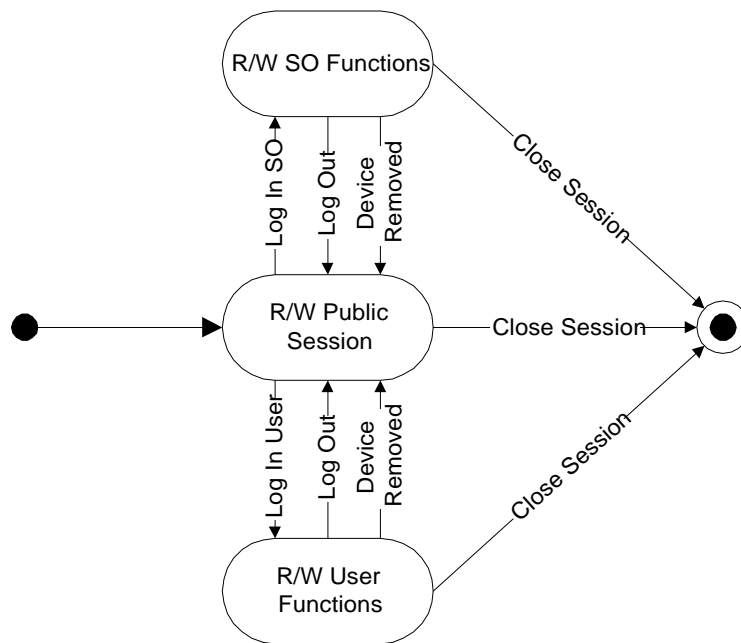 R/W SO Functions
Log In SO
Log Out
Device
Removed
Close Session
R/W Public
Session
Close Session
Log In User
Log Out
Device
Removed
Close Session
R/W User
Functions